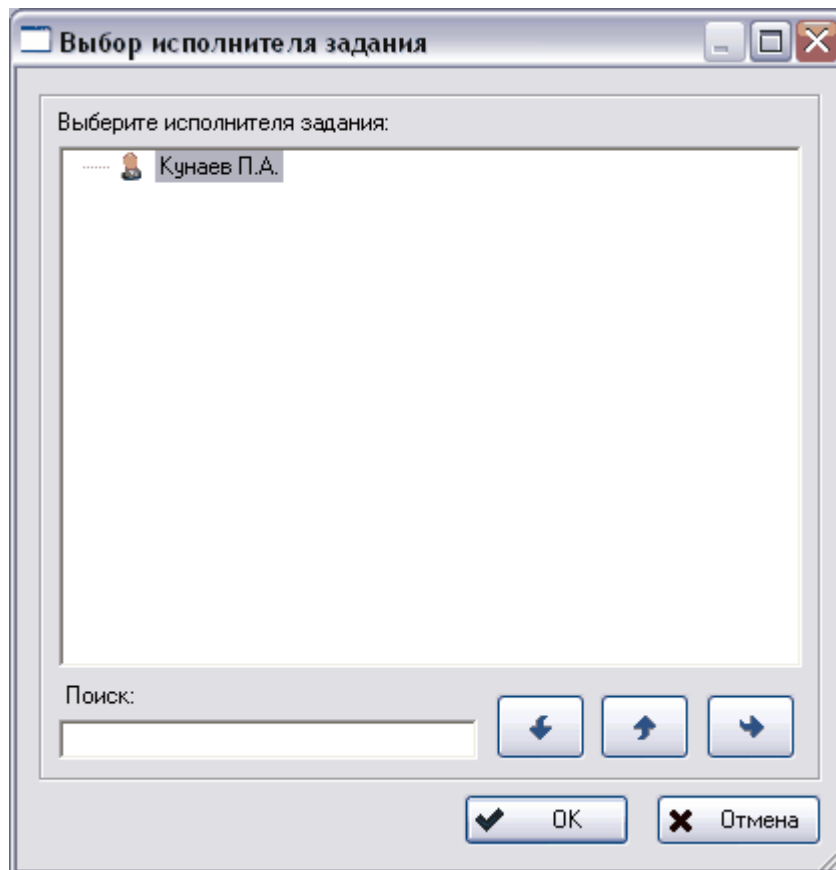 Выбор исполнителя задания
Выберите исполнителя задания:
Кунаев П.А.
Поиск:
OK
Отмена